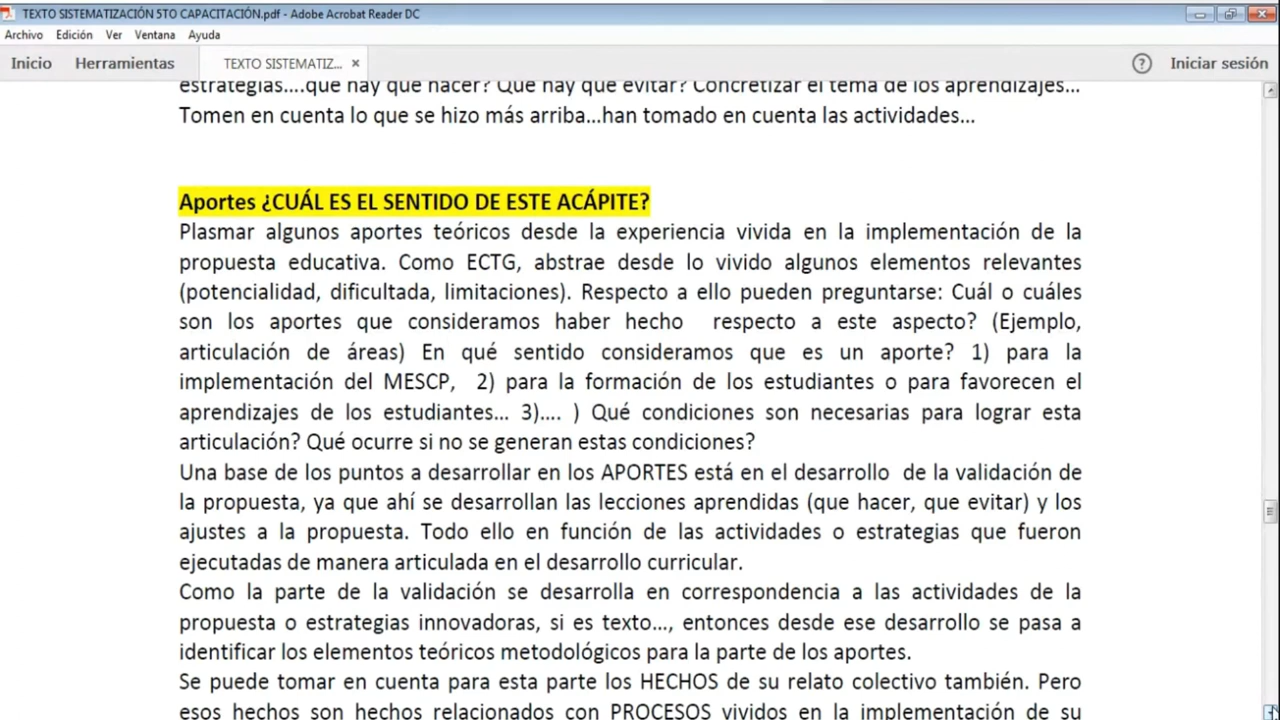 TEXTO SISTEMATIZACIÓN 5TO CAPACITACIÓN.pdf - Adobe Acrobat Reader DC
Archivo Edición Ver Ventana Ayuda
Inicio Herramientas TEXTO SISTEMATIZ... × ? Iniciar sesión
estrategias....que hay que hacer? Que hay que evitar? Concretizar el tema de los aprendizajes...
Tomen en cuenta lo que se hizo más arriba...han tomado en cuenta las actividades...
Aportes ¿CUÁL ES EL SENTIDO DE ESTE ACÁPITE?
Plasmar algunos aportes teóricos desde la experiencia vivida en la implementación de la
propuesta educativa. Como ECTG, abstrae desde lo vivido algunos elementos relevantes
(potencialidad, dificultada, limitaciones). Respecto a ello pueden preguntarse: Cuál o cuáles
son los aportes que consideramos haber hecho respecto a este aspecto? (Ejemplo,
articulación de áreas) En qué sentido consideramos que es un aporte? 1) para la
implementación del MESCP, 2) para la formación de los estudiantes o para favorecen el
aprendizajes de los estudiantes... 3).... ) Qué condiciones son necesarias para lograr esta
articulación? Qué ocurre si no se generan estas condiciones?
Una base de los puntos a desarrollar en los APORTES está en el desarrollo de la validación de
la propuesta, ya que ahí se desarrollan las lecciones aprendidas (que hacer, que evitar) y los
ajustes a la propuesta. Todo ello en función de las actividades o estrategias que fueron
ejecutadas de manera articulada en el desarrollo curricular.
Como la parte de la validación se desarrolla en correspondencia a las actividades de la
propuesta o estrategias innovadoras, si es texto..., entonces desde ese desarrollo se pasa a
identificar los elementos teóricos metodológicos para la parte de los aportes.
Se puede tomar en cuenta para esta parte los HECHOS de su relato colectivo también. Pero
esos hechos son hechos relacionados con PROCESOS vividos en la implementación de su